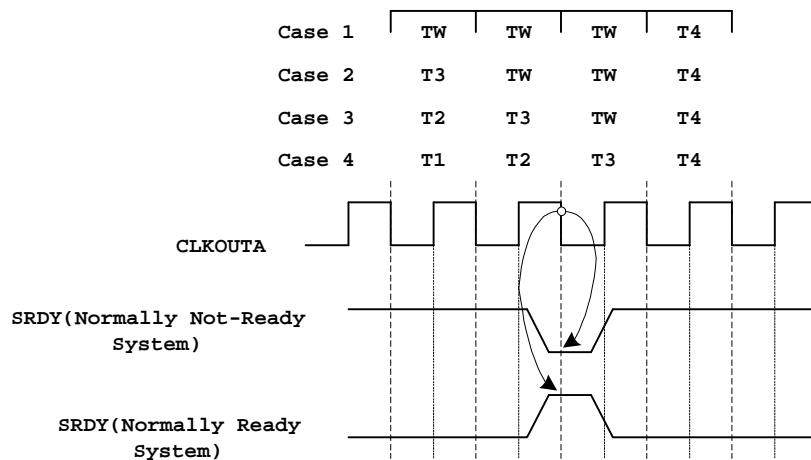 Case 1 TW TW TW T4
Case 2 T3 TW TW T4
Case 3 T2 T3 TW T4
Case 4 T1 T2 T3 T4
CLKOUTA
SRDY(Normally Not-Ready
System)
SRDY(Normally Ready
System)